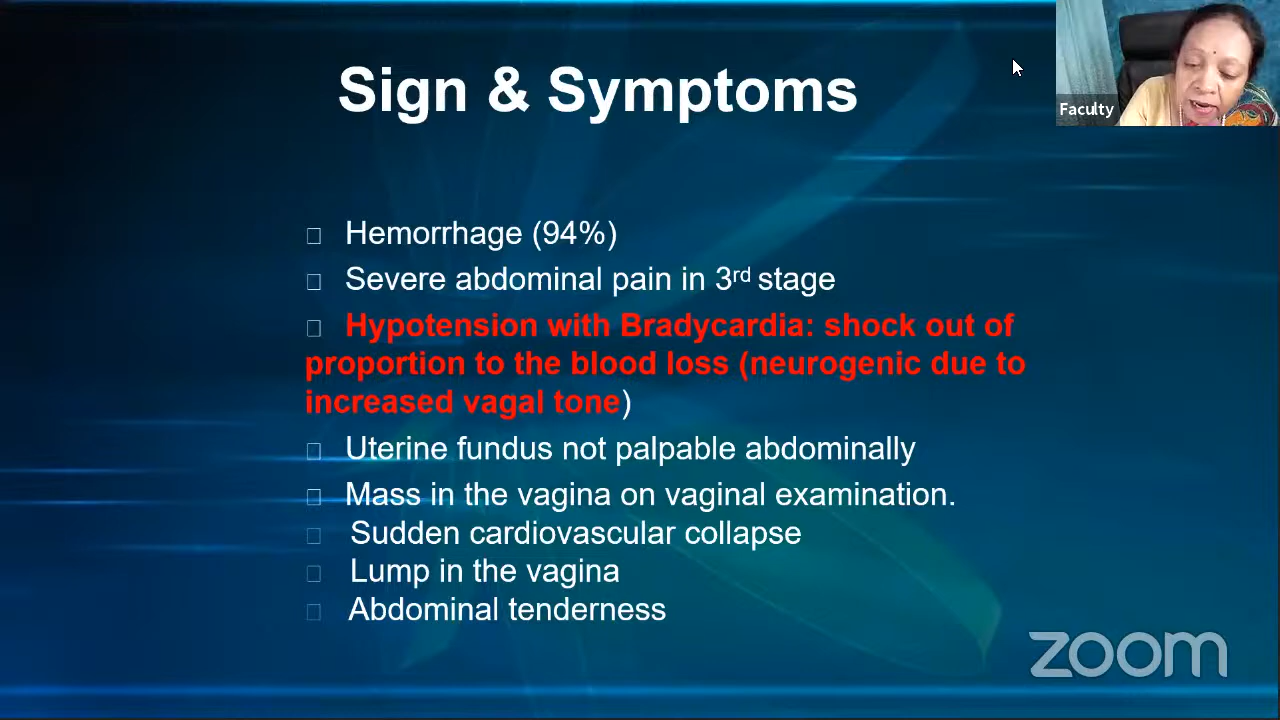 Sign & Symptoms
Faculty
Hemorrhage (94%)
Severe abdominal pain in 3rd stage
Hypotension with Bradycardia: shock out of
proportion to the blood loss (neurogenic due to
increased vagal tone)
Uterine fundus not palpable abdominally
Mass in the vagina on vaginal examination.
Sudden cardiovascular collapse
Lump in the vagina
Abdominal tenderness
zoom